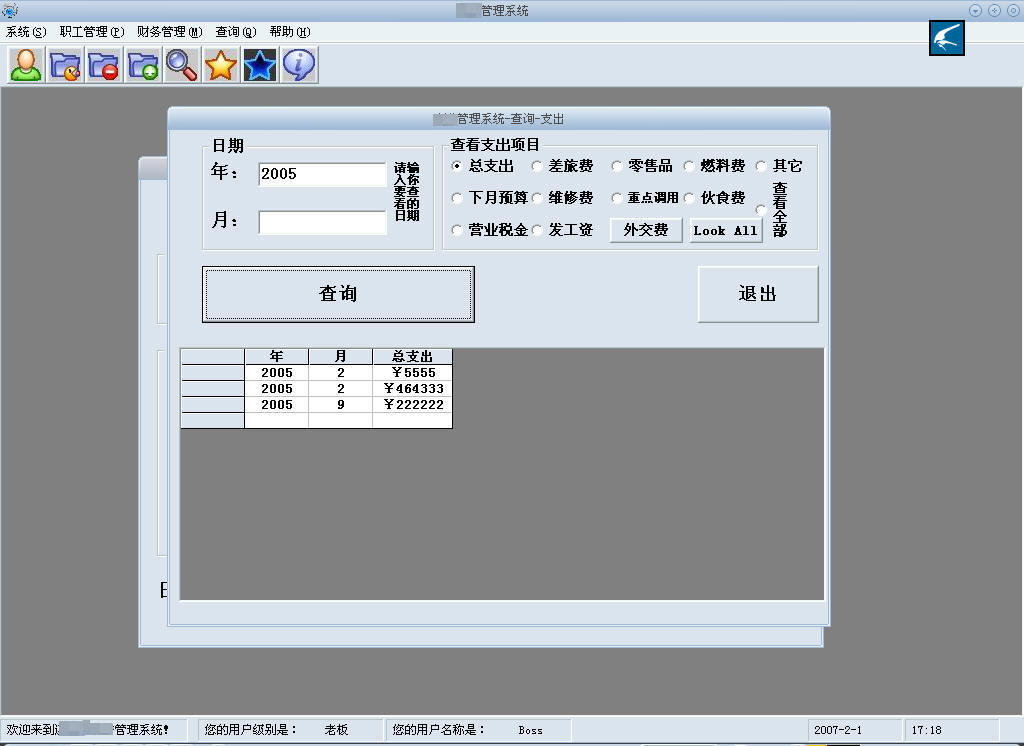 管理系统
系统(S) 职工管理(P) 财务管理(M) 查询(Q) 帮助(H)
管理系统-查询-支出
日期
年：
2005
月：
请输入你要查看的日期
查看支出项目
总支出 差旅费 零售品 燃料费 其它
下月预算 维修费 重点调用 伙食费 查看全部
营业税金 发工资 外交费 Look All
查询
退出
年 月 总支出
2005 2 ￥5555
2005 2 ￥464333
2005 9 ￥222222
欢迎来到 管理系统! 您的用户级别是： 老板 您的用户名称是： Boss 2007-2-1 17:18